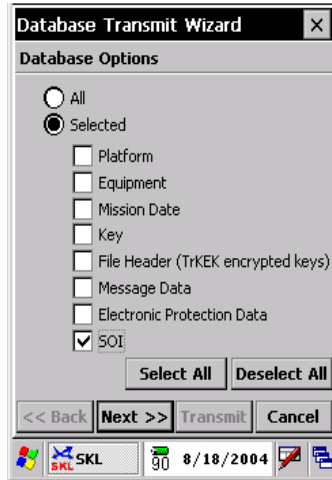 Database Transmit Wizard
Database Options
All
Selected
Platform
Equipment
Mission Date
Key
File Header (TrKEK encrypted keys)
Message Data
Electronic Protection Data
SOI
Select All Deselect All
<< Back Next >> Transmit Cancel
SKL SKL 90 8/18/2004